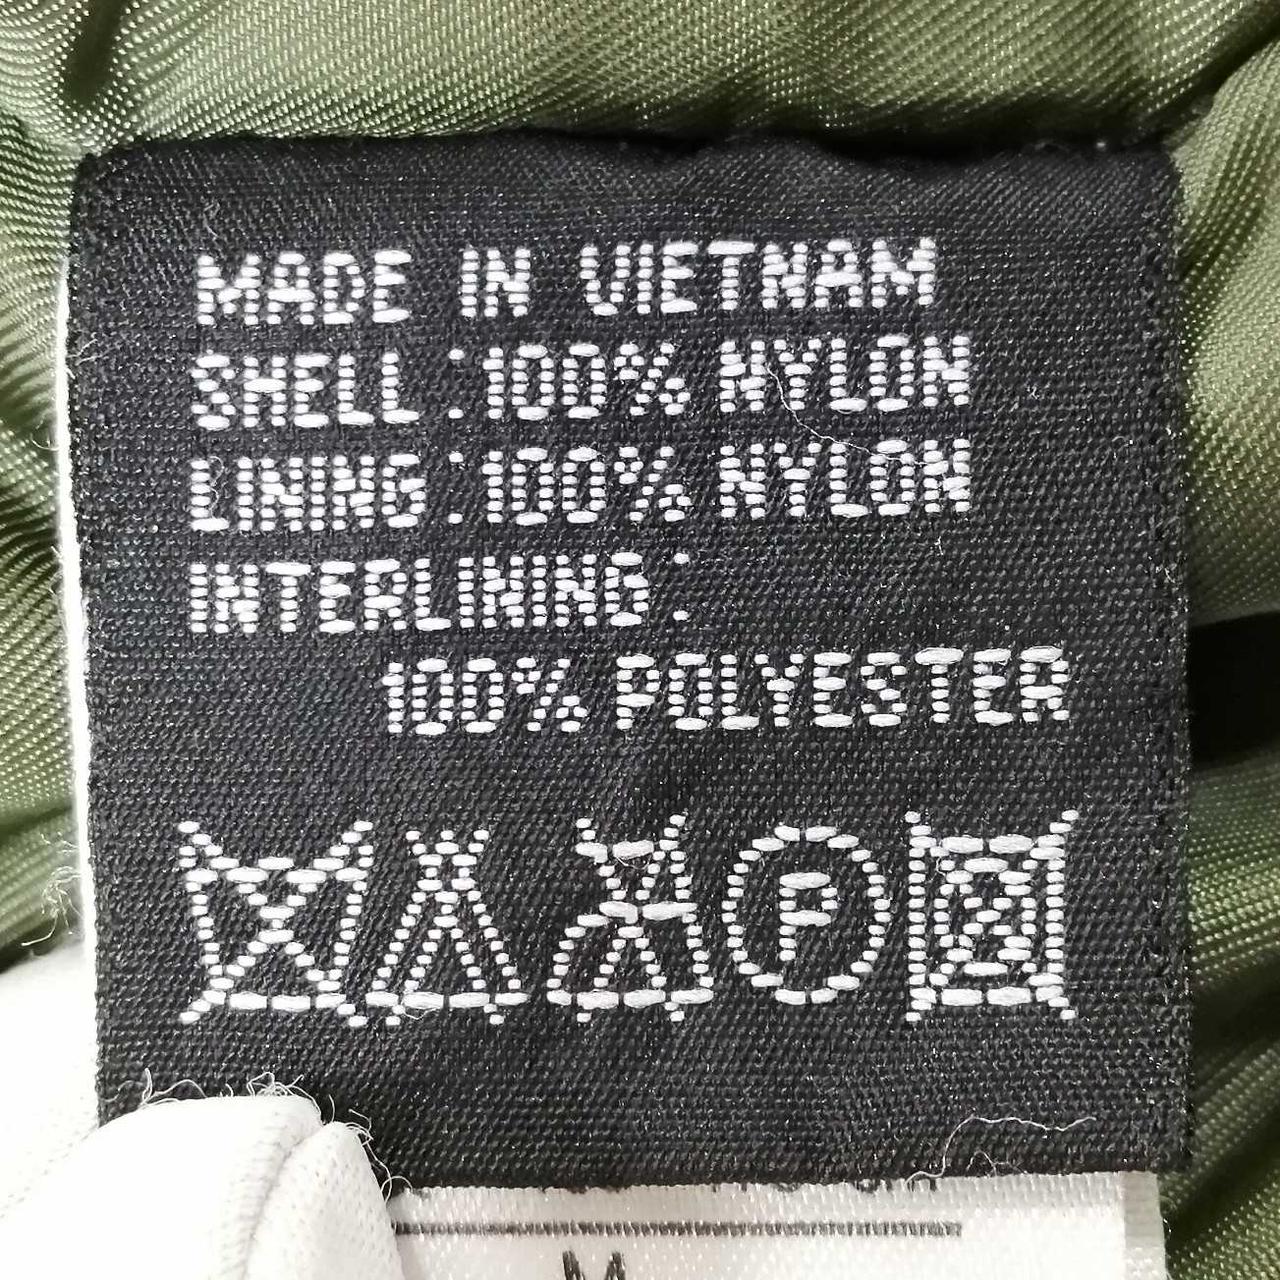 MADE IN VIETNAM
SHELL :100% NYLON
LINING :100% NYLON
INTERLINING :
100% POLYESTER
P
M